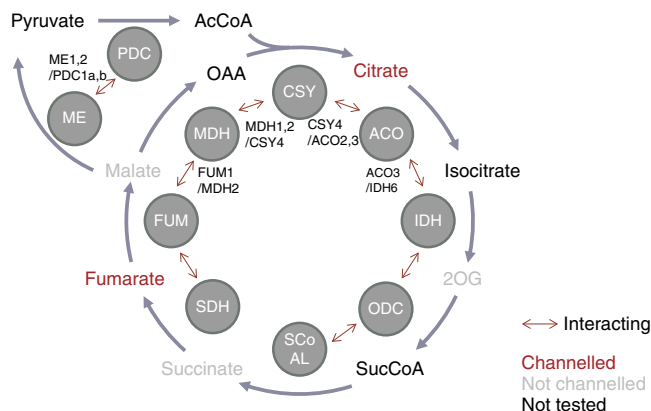 Pyruvate
AcCoA
ME1,2
/PDC1a,b
PDC
OAA
CSY
Citrate
ME
MDH
MDH1,2
/CSY4
CSY4
/ACO2,3
ACO
Malate
FUM1
/MDH2
ACO3
/IDH6
Isocitrate
FUM
IDH
Fumarate
2OG
SDH
ODC
SCo
AL
Succinate
SucCoA
Interacting
Channelled
Not channelled
Not tested